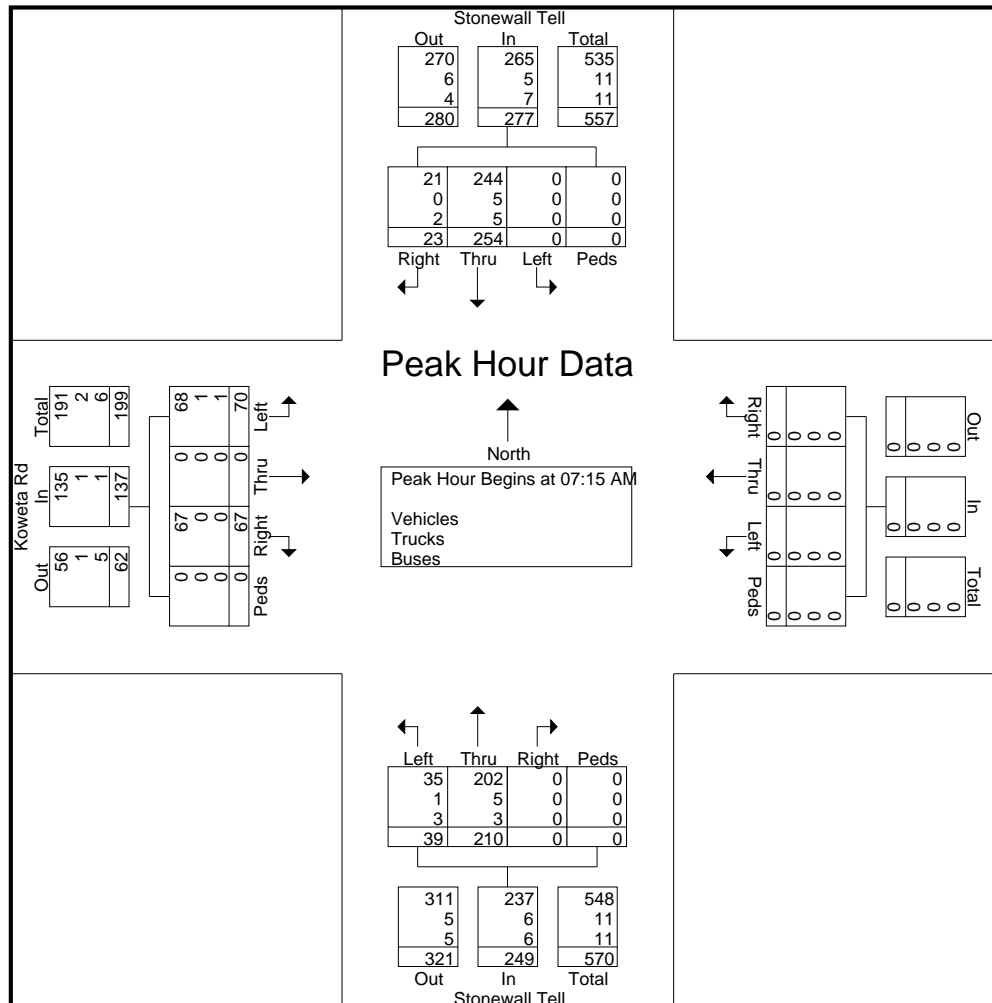 Stonewall Tell
Out In Total
270 265 535
6 5 11
4 7 11
280 277 557
21 244 0 0
0 5 0 0
2 5 0 0
23 254 0 0
Right Thru Left Peds
Peak Hour Data
North
Peak Hour Begins at 07:15 AM
Vehicles
Trucks
Buses
Koweta Rd
Total In Out
191 135 56
2 1 1
6 1 5
199 137 62
68 0 67 0
1 0 0 0
1 0 0 0
70 0 67 0
Left Thru Right Peds
Right Thru Left Peds
0 0 0 0
0 0 0 0
0 0 0 0
0 0 0 0
Out In Total
0 0 0
0 0 0
0 0 0
0 0 0
Left Thru Right Peds
35 202 0 0
1 5 0 0
3 3 0 0
39 210 0 0
311 237 548
5 6 11
5 6 11
321 249 570
Out In Total
Stonewall Tell